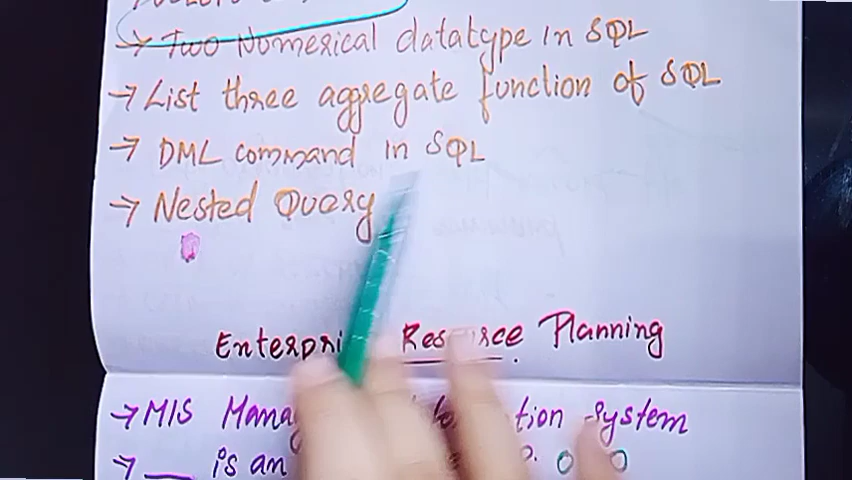 → Two Numerical datatype in SQL
→ List three aggregate function of SQL
→ DML command in SQL
→ Nested Query
Resource Planning
→ MIS System
→ __ is an